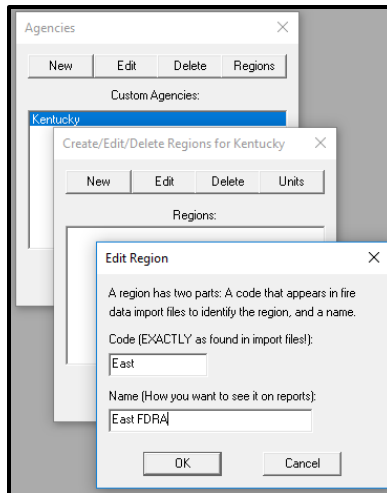 Agencies
New Edit Delete Regions
Custom Agencies:
Kentucky
Create/Edit/Delete Regions for Kentucky
New Edit Delete Units
Regions:
Edit Region
A region has two parts: A code that appears in fire
data import files to identify the region, and a name.
Code (EXACTLY as found in import files!):
East
Name (How you want to see it on reports):
East FDRA
OK Cancel